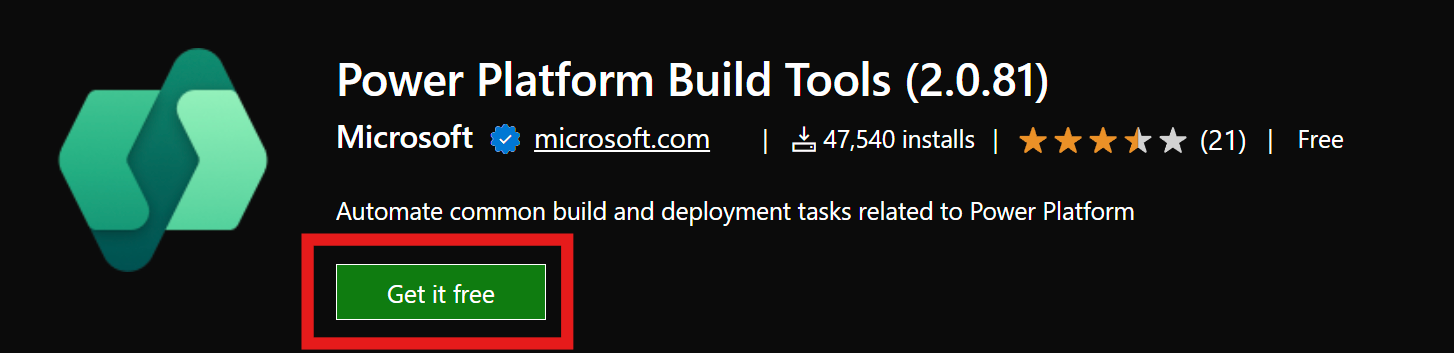 Power Platform Build Tools (2.0.81)
Microsoft microsoft.com | 47,540 installs | (21) | Free
Automate common build and deployment tasks related to Power Platform
Get it free